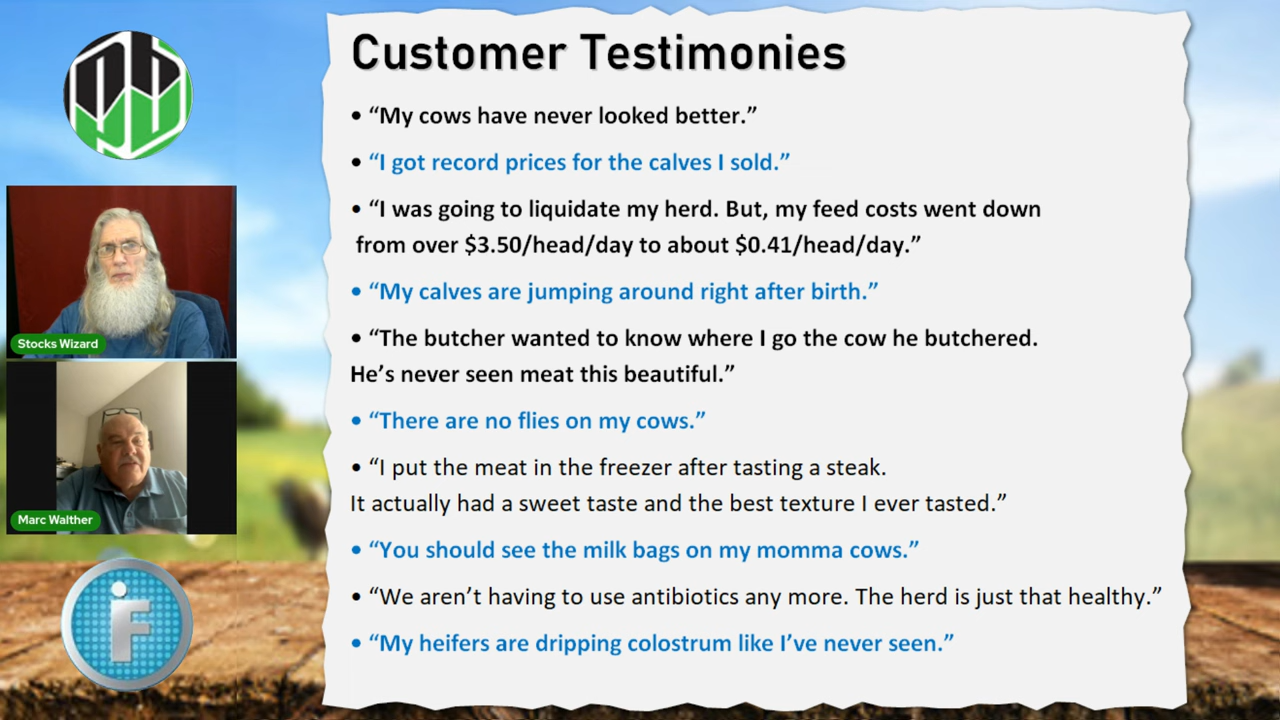 Customer Testimonies
• “My cows have never looked better.”
• “I got record prices for the calves I sold.”
• “I was going to liquidate my herd. But, my feed costs went down
from over $3.50/head/day to about $0.41/head/day.”
• “My calves are jumping around right after birth.”
• “The butcher wanted to know where I go the cow he butchered.
He’s never seen meat this beautiful.”
• “There are no flies on my cows.”
• “I put the meat in the freezer after tasting a steak.
It actually had a sweet taste and the best texture I ever tasted.”
• “You should see the milk bags on my momma cows.”
• “We aren’t having to use antibiotics any more. The herd is just that healthy.”
• “My heifers are dripping colostrum like I’ve never seen.”
Stocks Wizard
Marc Walther
iF